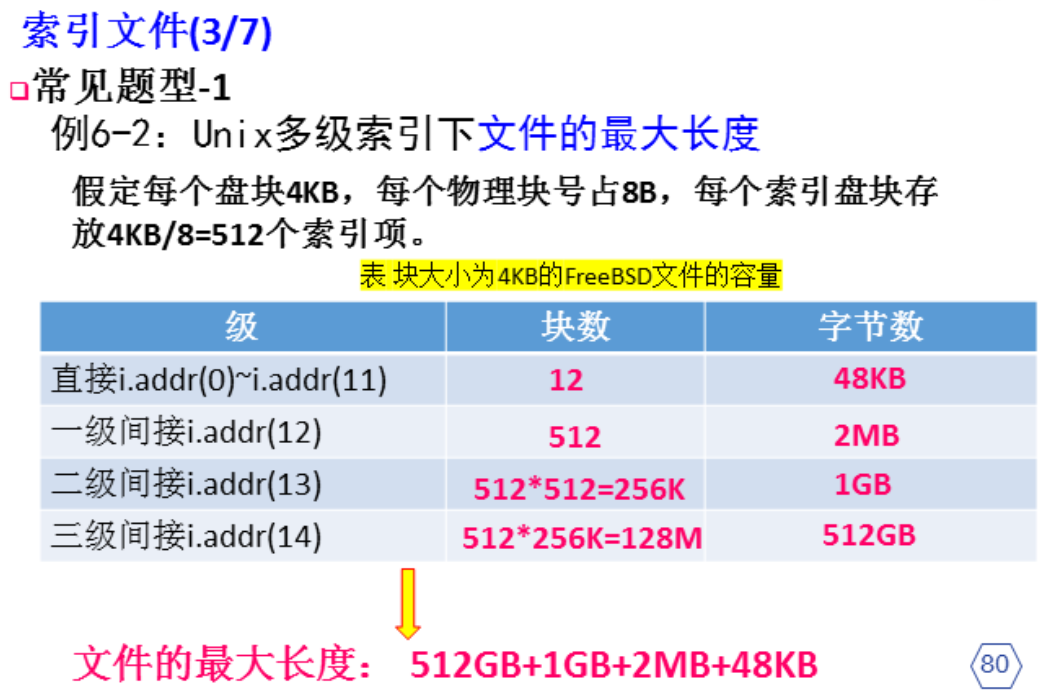 索引文件(3/7)
常见题型-1
例6-2：Unix多级索引下文件的最大长度
假定每个盘块4KB，每个物理块号占8B，每个索引盘块存
放4KB/8=512个索引项。
表 块大小为4KB的FreeBSD文件的容量
级 块数 字节数
直接i.addr(0)~i.addr(11) 12 48KB
一级间接i.addr(12) 512 2MB
二级间接i.addr(13) 512*512=256K 1GB
三级间接i.addr(14) 512*256K=128M 512GB
文件的最大长度： 512GB+1GB+2MB+48KB
80